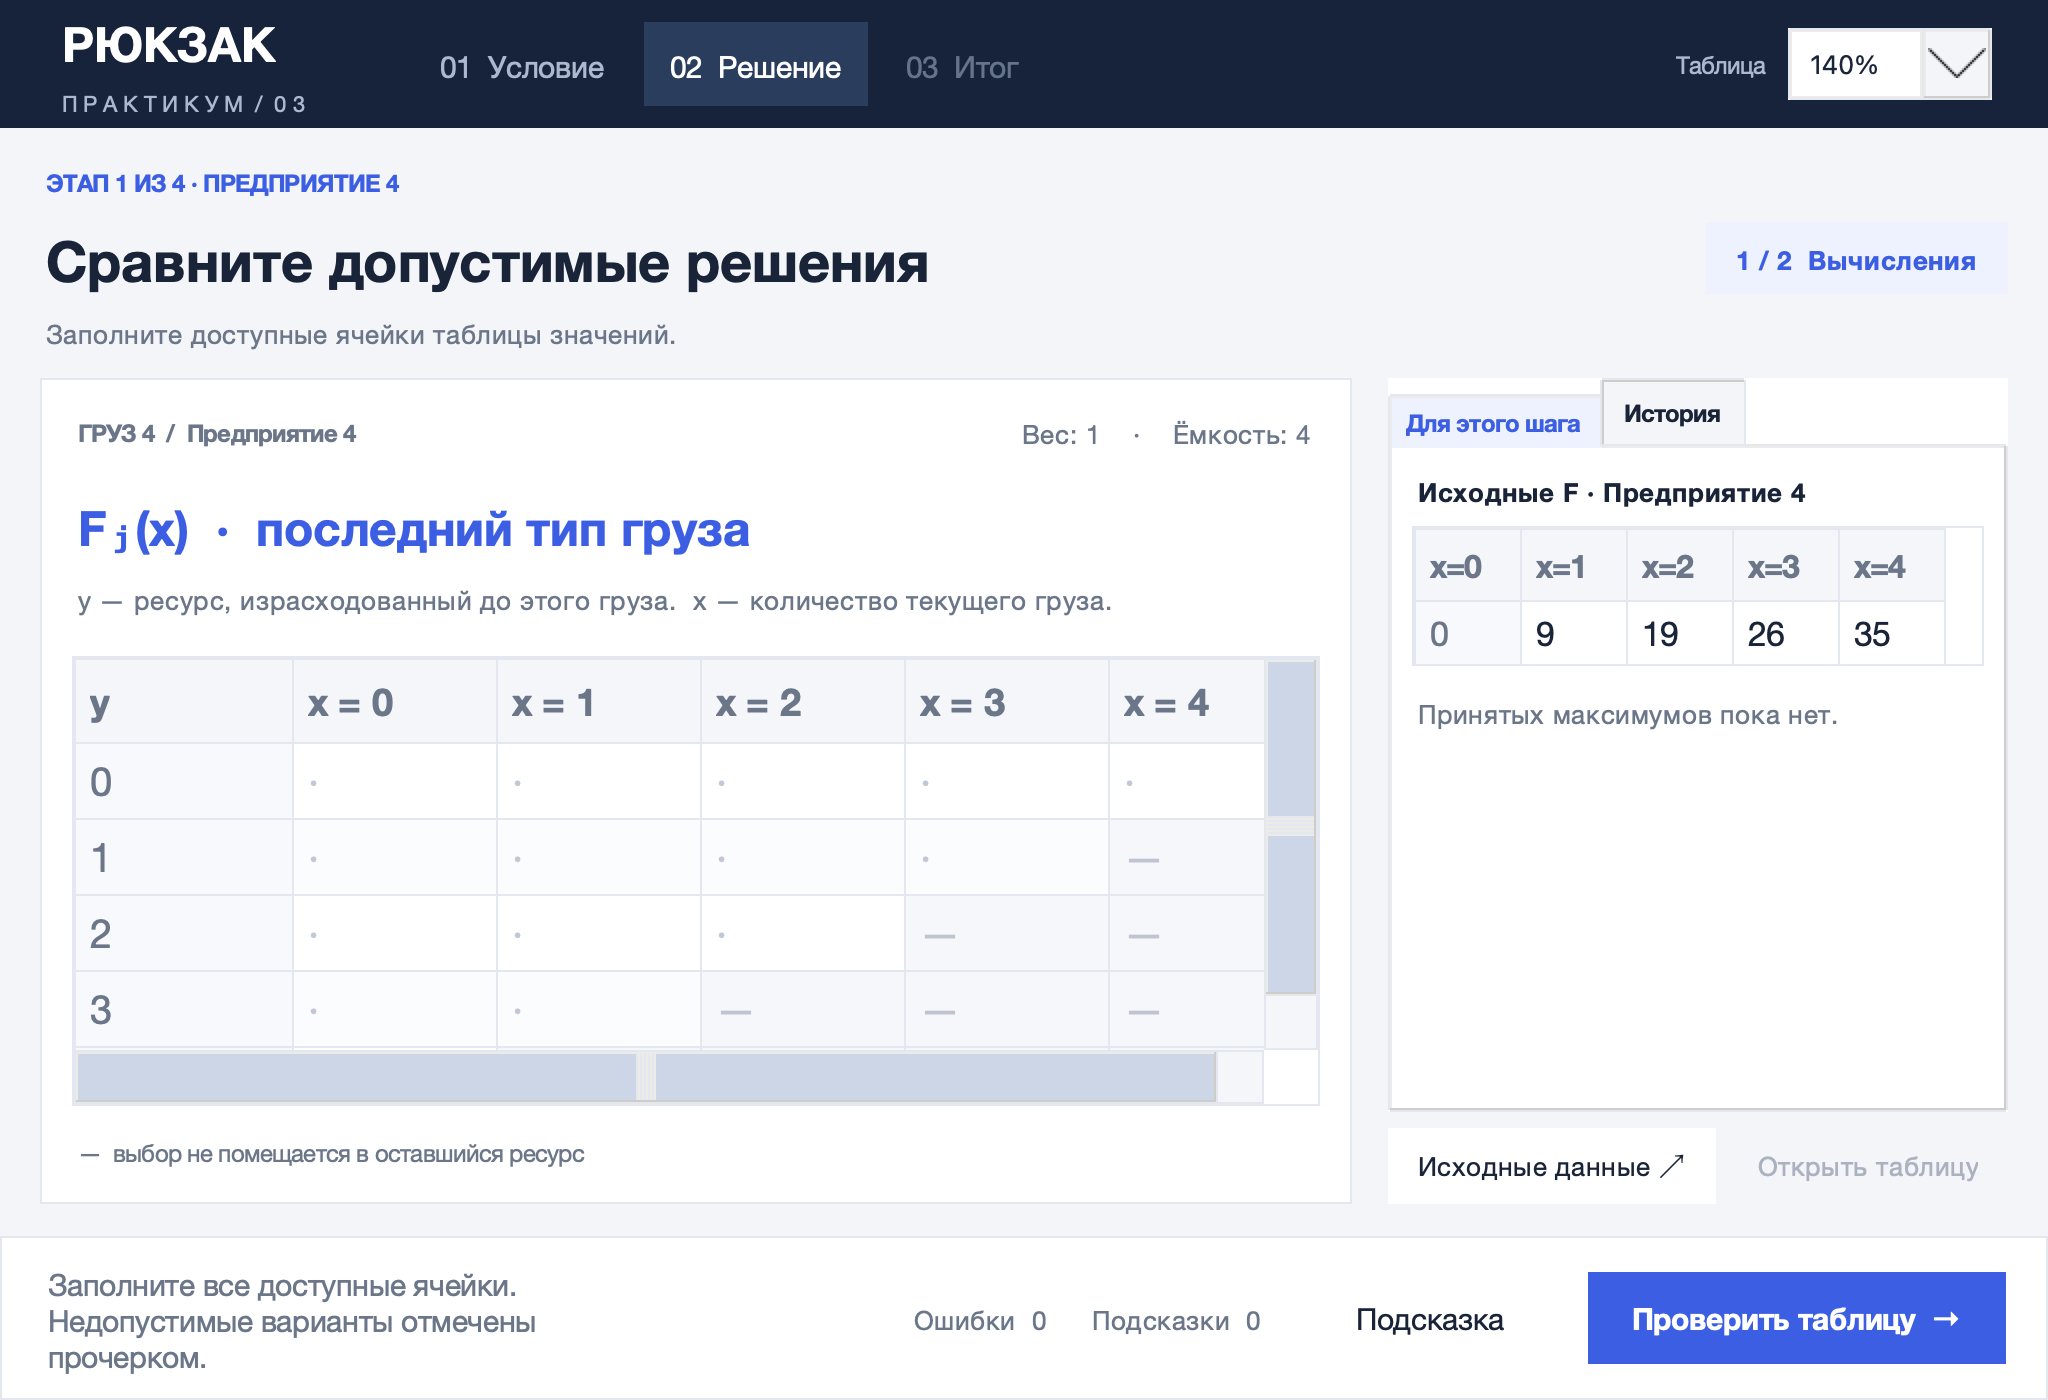 РЮКЗАК
ПРАКТИКУМ / 03
01 Условие
02 Решение
03 Итог
Таблица
140%
ЭТАП 1 ИЗ 4 · ПРЕДПРИЯТИЕ 4
Сравните допустимые решения
1 / 2 Вычисления
Заполните доступные ячейки таблицы значений.
ГРУЗ 4 / Предприятие 4
Вес: 1 · Ёмкость: 4
Fⱼ(x) · последний тип груза
y — ресурс, израсходованный до этого груза. x — количество текущего груза.
y x = 0 x = 1 x = 2 x = 3 x = 4
0 · · · · ·
1 · · · · —
2 · · · — —
3 · · — — —
— выбор не помещается в оставшийся ресурс
Для этого шага
История
Исходные F · Предприятие 4
x=0 x=1 x=2 x=3 x=4
0 9 19 26 35
Принятых максимумов пока нет.
Исходные данные ↗
Открыть таблицу
Заполните все доступные ячейки.
Недопустимые варианты отмечены
прочерком.
Ошибки 0
Подсказки 0
Подсказка
Проверить таблицу →